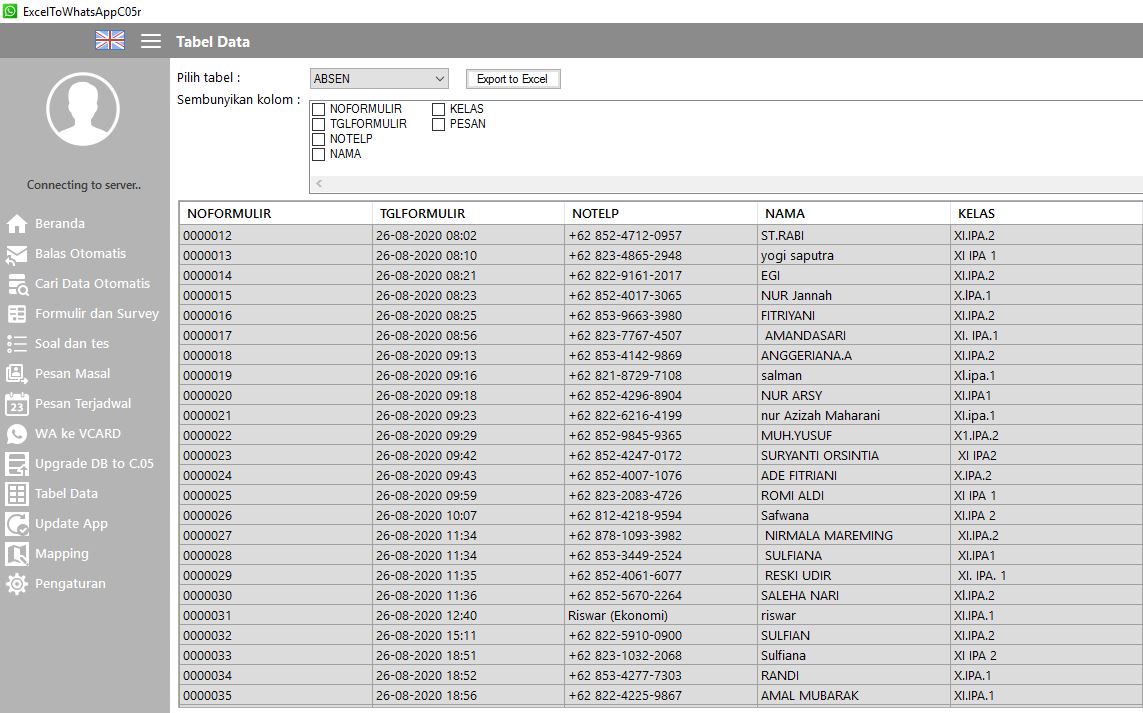 ExcelToWhatsAppC05r
Tabel Data
Pilih tabel : ABSEN Export to Excel
Sembunyikan kolom :
NOFORMULIR KELAS
TGLFORMULIR PESAN
NOTELP
NAMA
Connecting to server..
Beranda
Balas Otomatis
Cari Data Otomatis
Formulir dan Survey
Soal dan tes
Pesan Masal
23 Pesan Terjadwal
WA ke VCARD
Upgrade DB to C.05
Tabel Data
Update App
Mapping
Pengaturan
NOFORMULIR TGLFORMULIR NOTELP NAMA KELAS
0000012 26-08-2020 08:02 +62 852-4712-0957 ST.RABI XI.IPA.2
0000013 26-08-2020 08:10 +62 823-4865-2948 yogi saputra XI IPA 1
0000014 26-08-2020 08:21 +62 822-9161-2017 EGI XI.IPA.2
0000015 26-08-2020 08:23 +62 852-4017-3065 NUR Jannah X.IPA.1
0000016 26-08-2020 08:25 +62 853-9663-3980 FITRIYANI XI.IPA.2
0000017 26-08-2020 08:56 +62 823-7767-4507 AMANDASARI XI. IPA.1
0000018 26-08-2020 09:13 +62 853-4142-9869 ANGGERIANA.A XI.IPA.2
0000019 26-08-2020 09:16 +62 821-8729-7108 salman Xl.ipa.1
0000020 26-08-2020 09:18 +62 852-4296-8904 NUR ARSY XI.IPA1
0000021 26-08-2020 09:23 +62 822-6216-4199 nur Azizah Maharani XI.ipa.1
0000022 26-08-2020 09:29 +62 852-9845-9365 MUH.YUSUF X1.IPA.2
0000023 26-08-2020 09:42 +62 852-4247-0172 SURYANTI ORSINTIA XI IPA2
0000024 26-08-2020 09:43 +62 852-4007-1076 ADE FITRIANI X.IPA.2
0000025 26-08-2020 09:59 +62 823-2083-4726 ROMI ALDI XI IPA 1
0000026 26-08-2020 10:07 +62 812-4218-9594 Safwana XI.IPA 2
0000027 26-08-2020 11:34 +62 878-1093-3982 NIRMALA MAREMING XI.IPA.2
0000028 26-08-2020 11:34 +62 853-3449-2524 SULFIANA XI.IPA1
0000029 26-08-2020 11:35 +62 852-4061-6077 RESKI UDIR XI. IPA. 1
0000030 26-08-2020 11:36 +62 852-5670-2264 SALEHA NARI Xl.IPA.2
0000031 26-08-2020 12:40 Riswar (Ekonomi) riswar XI.IPA.1
0000032 26-08-2020 15:11 +62 822-5910-0900 SULFIAN XI.IPA.2
0000033 26-08-2020 18:51 +62 823-1032-2068 Sulfiana XI IPA 2
0000034 26-08-2020 18:52 +62 853-4277-7303 RANDI X.IPA.1
0000035 26-08-2020 18:56 +62 822-4225-9867 AMAL MUBARAK XI.IPA.1